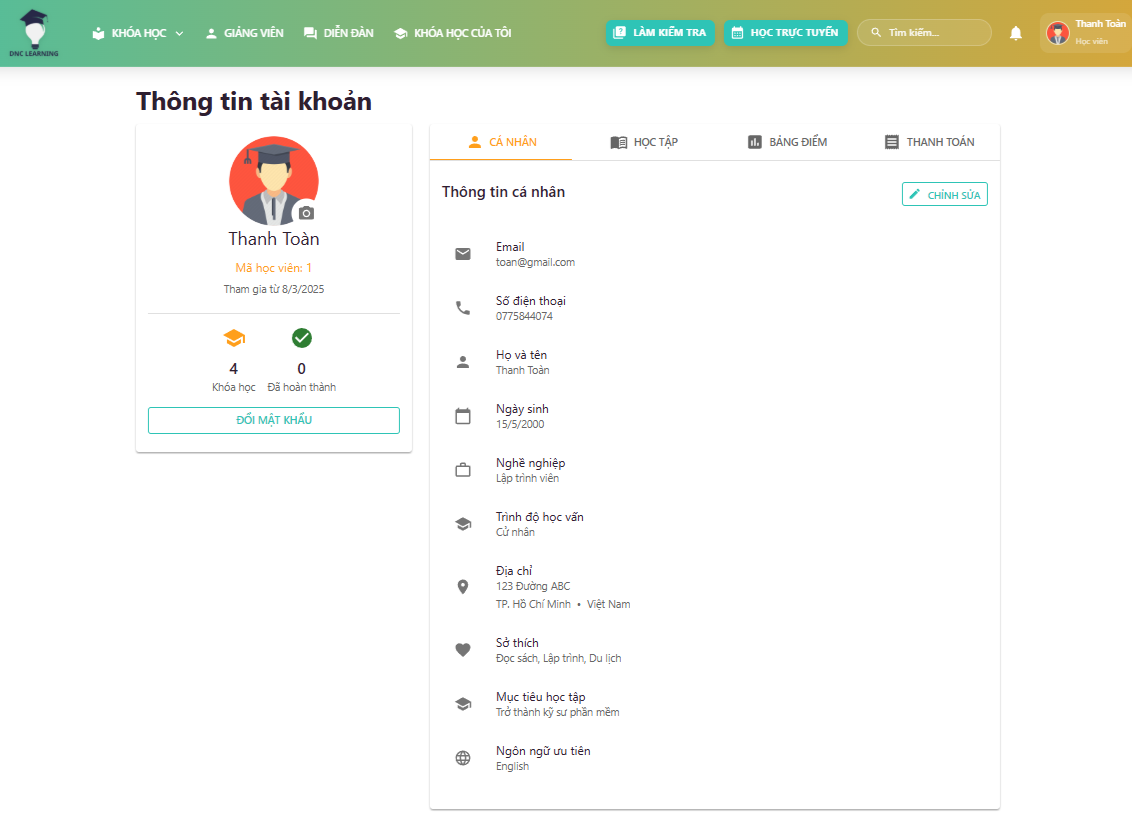 DNC LEARNING
KHÓA HỌC
GIẢNG VIÊN
DIỄN ĐÀN
KHÓA HỌC CỦA TÔI
LÀM KIỂM TRA
HỌC TRỰC TUYẾN
Tìm kiếm...
Thanh Toàn
Học viên
Thông tin tài khoản
Thanh Toàn
Mã học viên: 1
Tham gia từ 8/3/2025
4
0
Khóa học
Đã hoàn thành
ĐỔI MẬT KHẨU
CÁ NHÂN
HỌC TẬP
BẢNG ĐIỂM
THANH TOÁN
Thông tin cá nhân
CHỈNH SỬA
Email
toan@gmail.com
Số điện thoại
0775844074
Họ và tên
Thanh Toàn
Ngày sinh
15/5/2000
Nghề nghiệp
Lập trình viên
Trình độ học vấn
Cử nhân
Địa chỉ
123 Đường ABC
TP. Hồ Chí Minh • Việt Nam
Sở thích
Đọc sách, Lập trình, Du lịch
Mục tiêu học tập
Trở thành kỹ sư phần mềm
Ngôn ngữ ưu tiên
English